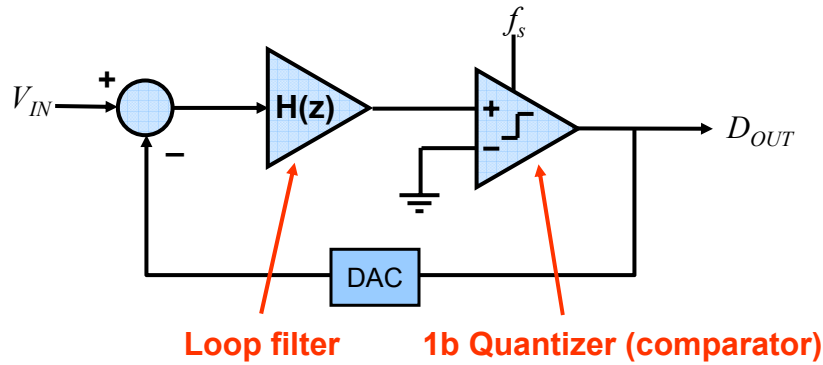 f_s
+
V_IN
H(z)
+
−
D_OUT
−
DAC
Loop filter
1b Quantizer (comparator)